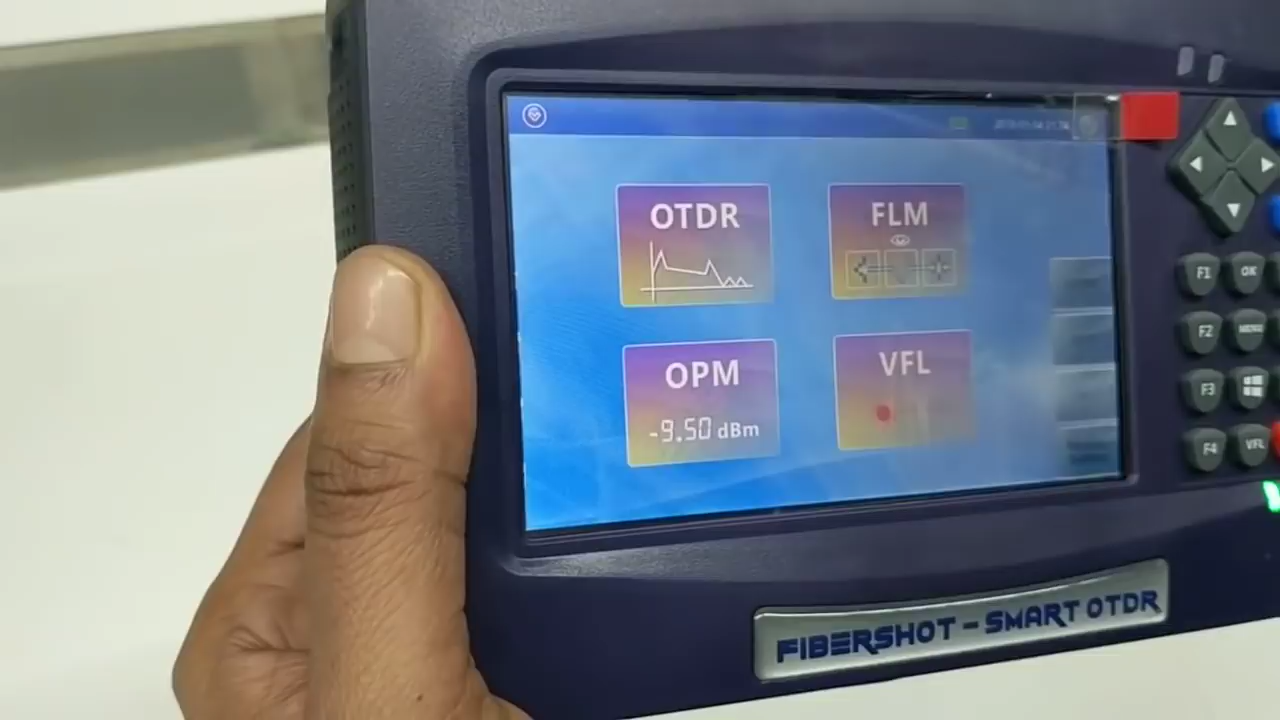 OTDR
FLM
OPM
-9.50 dBm
VFL
F1
OK
F2
MENU
F3
F4
VFL
FIBERSHOT - SMART OTDR